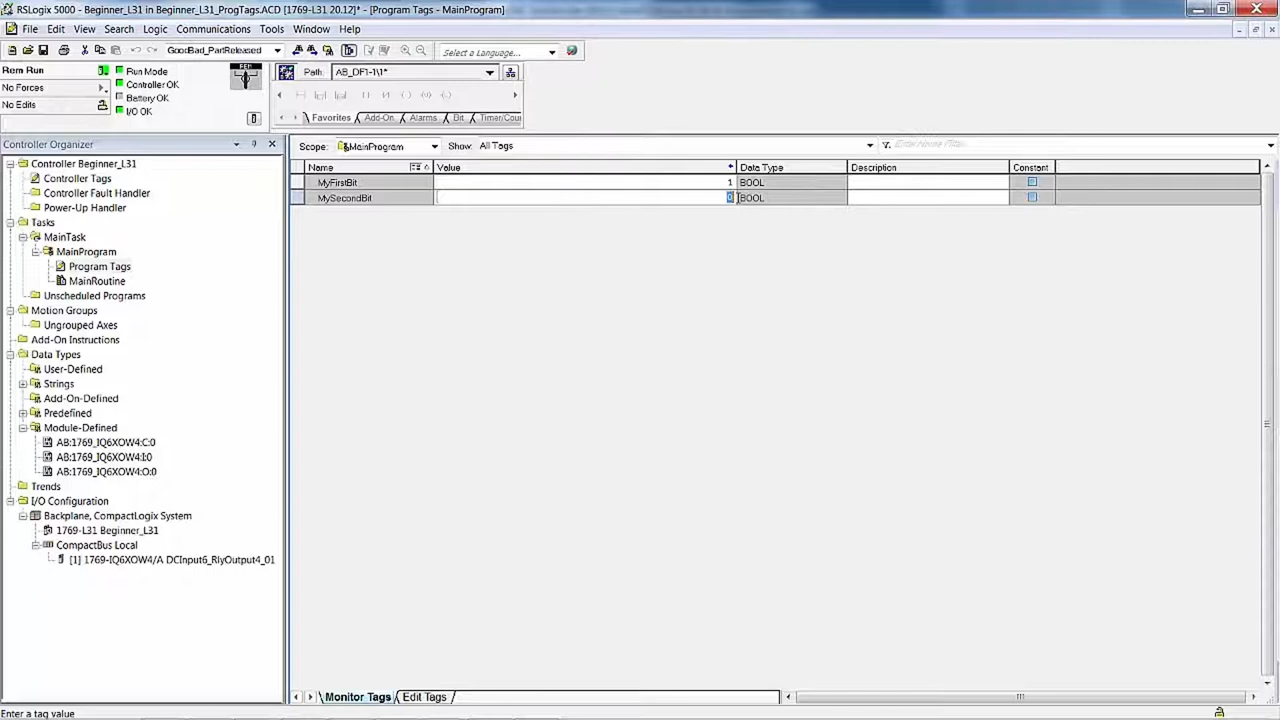 RSLogix 5000 - Beginner_L31 in Beginner_L31_ProgTags.ACD [1769-L31 20.12]* - [Program Tags - MainProgram]
File Edit View Search Logic Communications Tools Window Help
GoodBad_PartReleased
Select a Language...
Rem Run
No Forces
No Edits
Run Mode
Controller OK
Battery OK
I/O OK
REM
Path: AB_DF1-1\1*
Favorites Add-On Alarms Bit Timer/Cou
Controller Organizer
Controller Beginner_L31
Controller Tags
Controller Fault Handler
Power-Up Handler
Tasks
MainTask
MainProgram
Program Tags
MainRoutine
Unscheduled Programs
Motion Groups
Ungrouped Axes
Add-On Instructions
Data Types
User-Defined
Strings
Add-On-Defined
Predefined
Module-Defined
AB:1769_IQ6XOW4:C:0
AB:1769_IQ6XOW4:I:0
AB:1769_IQ6XOW4:O:0
Trends
I/O Configuration
Backplane, CompactLogix System
1769-L31 Beginner_L31
CompactBus Local
[1] 1769-IQ6XOW4/A DCInput6_RlyOutput4_01
Scope: MainProgram Show: All Tags Enter Name Filter...
Name Value Data Type Description Constant
MyFirstBit 1 BOOL
MySecondBit 0 BOOL
Monitor Tags Edit Tags
Enter a tag value